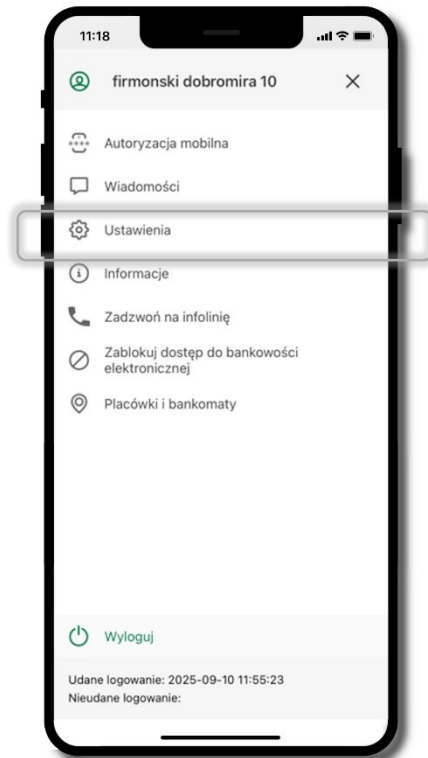 11:18
firmonski dobromira 10
Autoryzacja mobilna
Wiadomości
Ustawienia
Informacje
Zadzwoń na infolinię
Zablokuj dostęp do bankowości
elektronicznej
Placówki i bankomaty
Wyloguj
Udane logowanie: 2025-09-10 11:55:23
Nieudane logowanie: